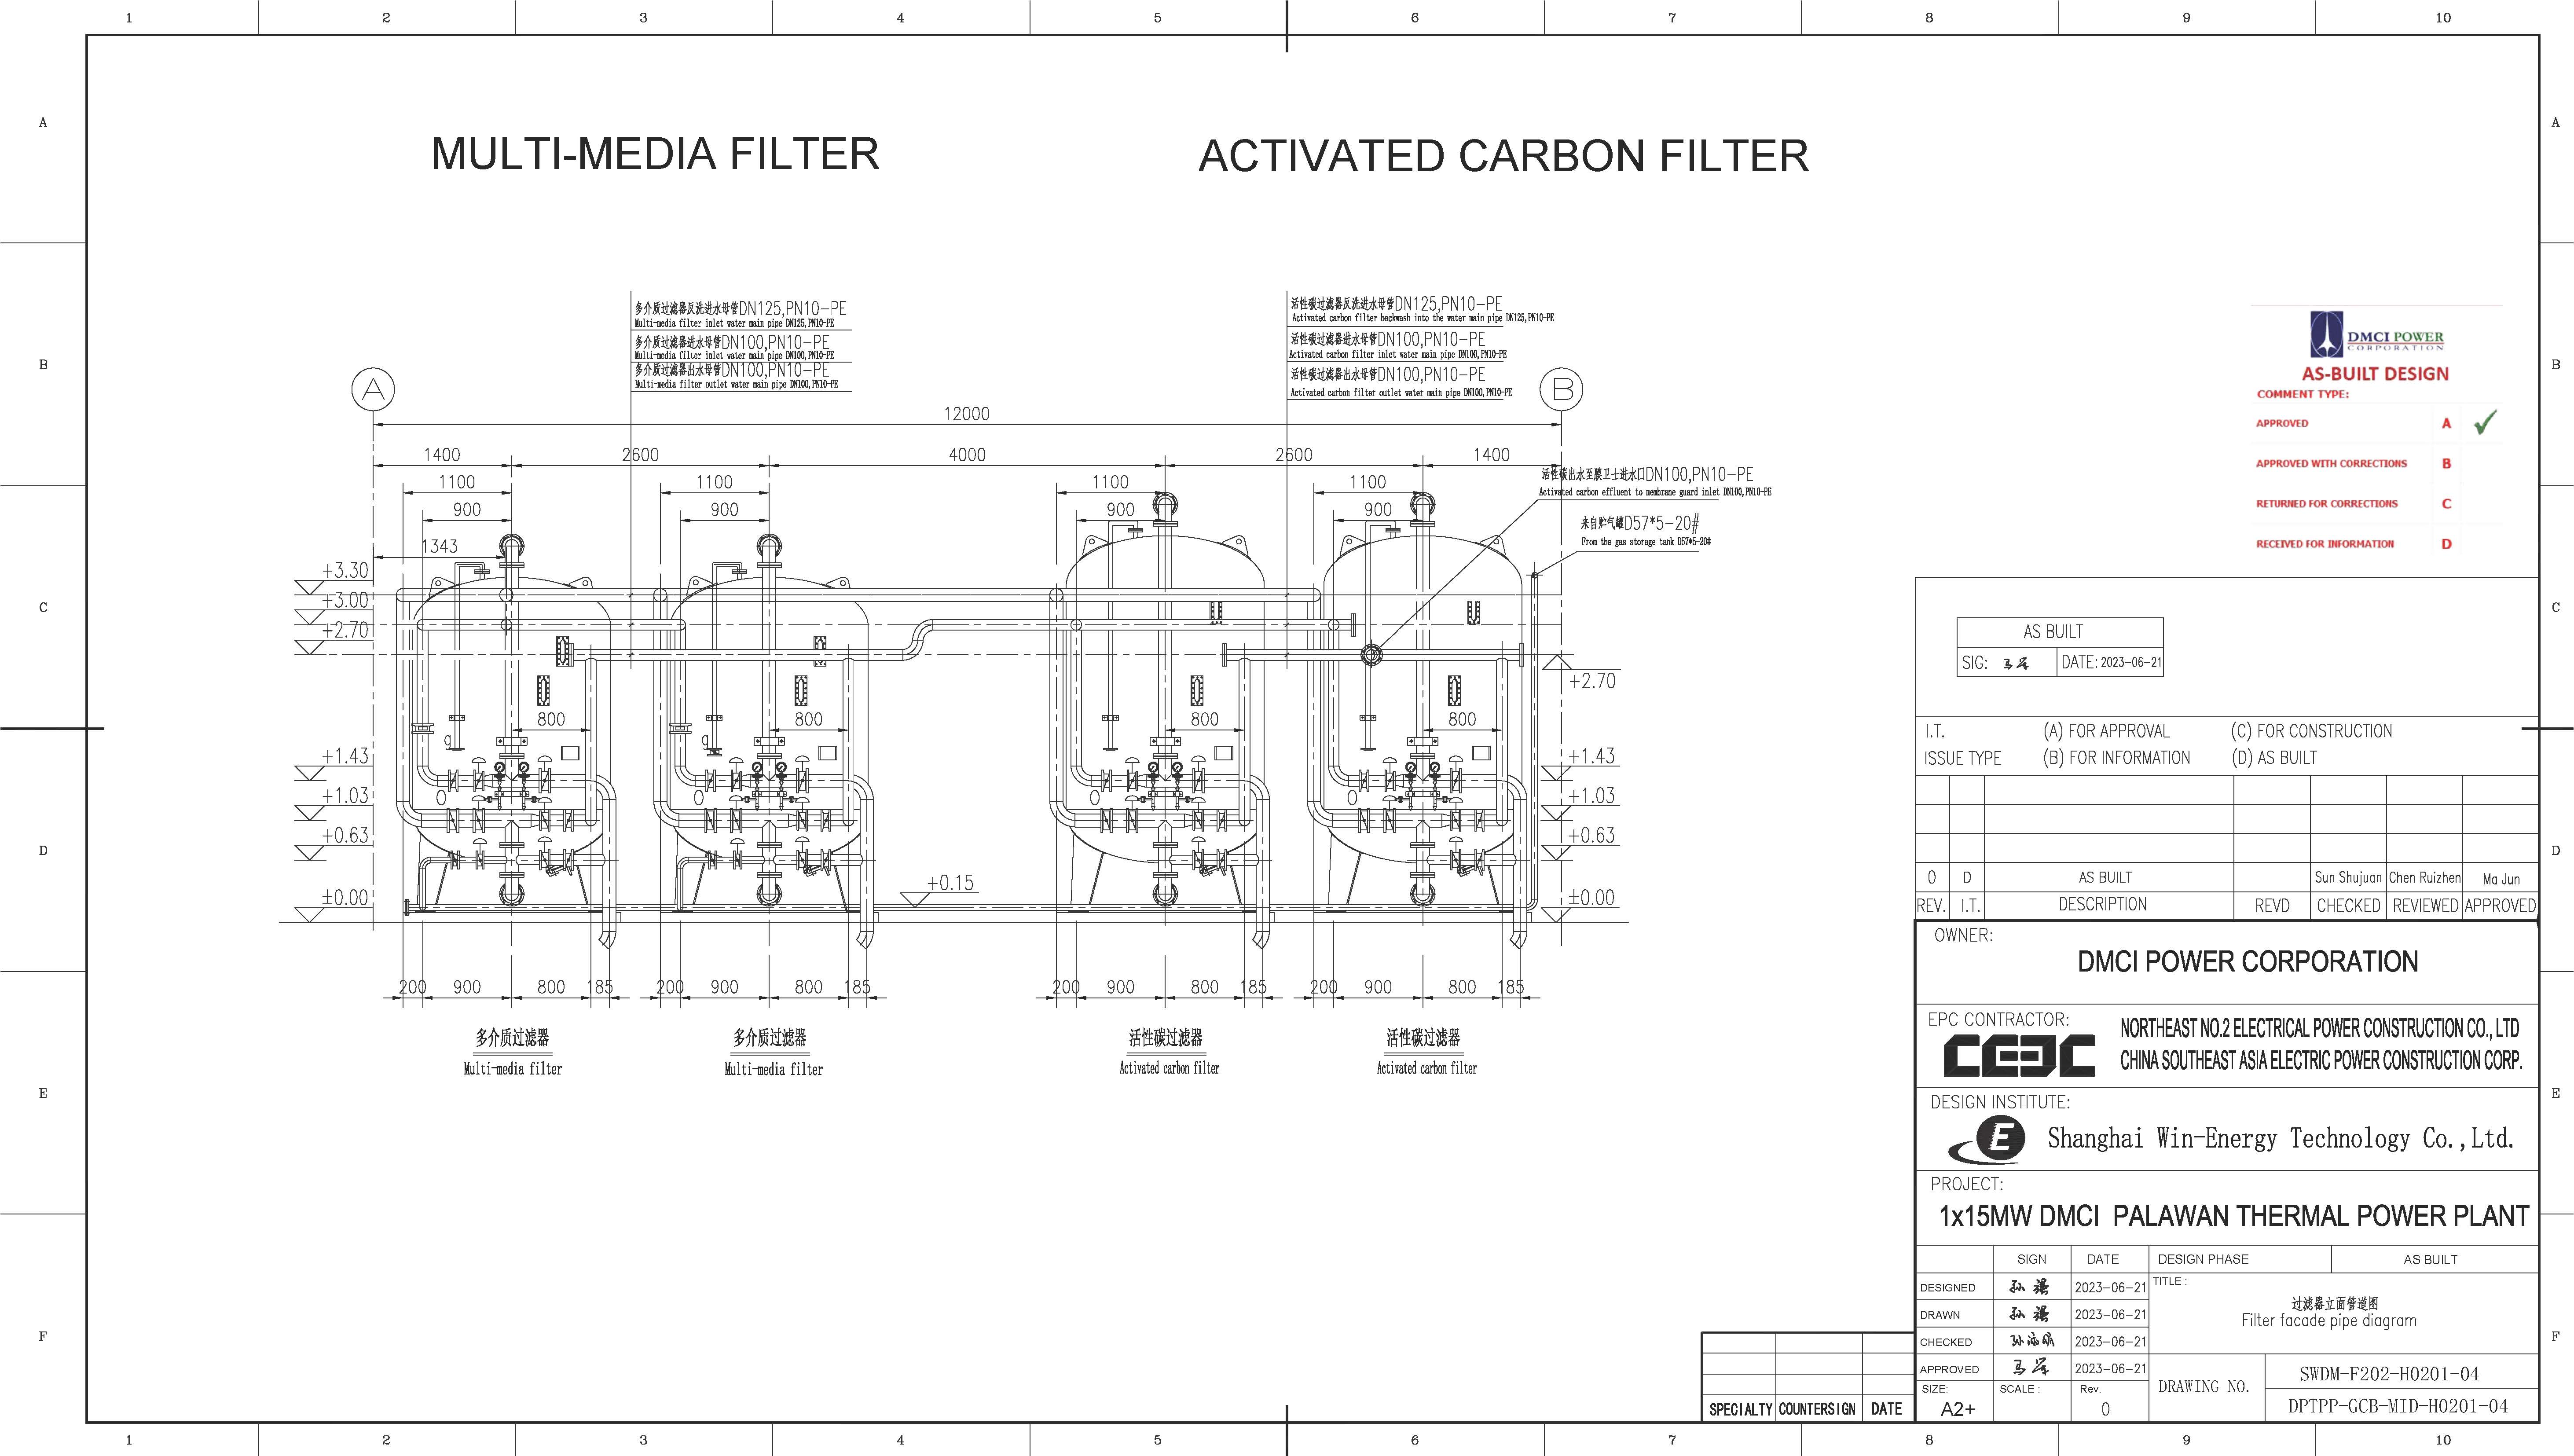 1 2 3 4 5 6 7 8 9 10
A A
B B
C C
D D
E E
F F
MULTI-MEDIA FILTER
ACTIVATED CARBON FILTER
多介质过滤器反洗进水母管DN125,PN10-PE
Multi-media filter inlet water main pipe DN125,PN10-PE
多介质过滤器进水母管DN100,PN10-PE
Multi-media filter inlet water main pipe DN100,PN10-PE
多介质过滤器出水母管DN100,PN10-PE
Multi-media filter outlet water main pipe DN100,PN10-PE
活性碳过滤器反洗进水母管DN125,PN10-PE
Activated carbon filter backwash into the water main pipe DN125,PN10-PE
活性碳过滤器进水母管DN100,PN10-PE
Activated carbon filter inlet water main pipe DN100,PN10-PE
活性碳过滤器出水母管DN100,PN10-PE
Activated carbon filter outlet water main pipe DN100,PN10-PE
A B
12000
1400 2600 4000 2600 1400
1100 1100 1100 1100
900 900 900 900
1343
活性碳出水至膜卫士进水口DN100,PN10-PE
Activated carbon effluent to membrane guard inlet DN100,PN10-PE
来自贮气罐D57*5-20#
From the gas storage tank D57*5-20#
+3.30
+3.00
+2.70
+2.70
800 800 800 800
+1.43 +1.43
+1.03 +1.03
+0.63 +0.63
+0.15
±0.00 ±0.00
200 900 800 185 200 900 800 185 200 900 800 185 200 900 800 185
多介质过滤器 多介质过滤器 活性碳过滤器 活性碳过滤器
Multi-media filter Multi-media filter Activated carbon filter Activated carbon filter
DMCI POWER
CORPORATION
AS-BUILT DESIGN
COMMENT TYPE:
APPROVED A
APPROVED WITH CORRECTIONS B
RETURNED FOR CORRECTIONS C
RECEIVED FOR INFORMATION D
AS BUILT
SIG: DATE: 2023-06-21
I.T. (A) FOR APPROVAL (C) FOR CONSTRUCTION
ISSUE TYPE (B) FOR INFORMATION (D) AS BUILT
0 D AS BUILT Sun Shujuan Chen Ruizhen Ma Jun
REV. I.T. DESCRIPTION REVD CHECKED REVIEWED APPROVED
OWNER:
DMCI POWER CORPORATION
EPC CONTRACTOR:
CEEC
NORTHEAST NO.2 ELECTRICAL POWER CONSTRUCTION CO., LTD
CHINA SOUTHEAST ASIA ELECTRIC POWER CONSTRUCTION CORP.
DESIGN INSTITUTE:
E Shanghai Win-Energy Technology Co.,Ltd.
PROJECT:
1x15MW DMCI PALAWAN THERMAL POWER PLANT
SIGN DATE DESIGN PHASE AS BUILT
DESIGNED 2023-06-21 TITLE :
过滤器立面管道图
DRAWN 2023-06-21 Filter facade pipe diagram
CHECKED 2023-06-21
APPROVED 2023-06-21
SIZE: SCALE : Rev.
A2+ 0
DRAWING NO.
SWDM-F202-H0201-04
DPTPP-GCB-MID-H0201-04
SPECIALTY COUNTERSIGN DATE
1 2 3 4 5 6 7 8 9 10